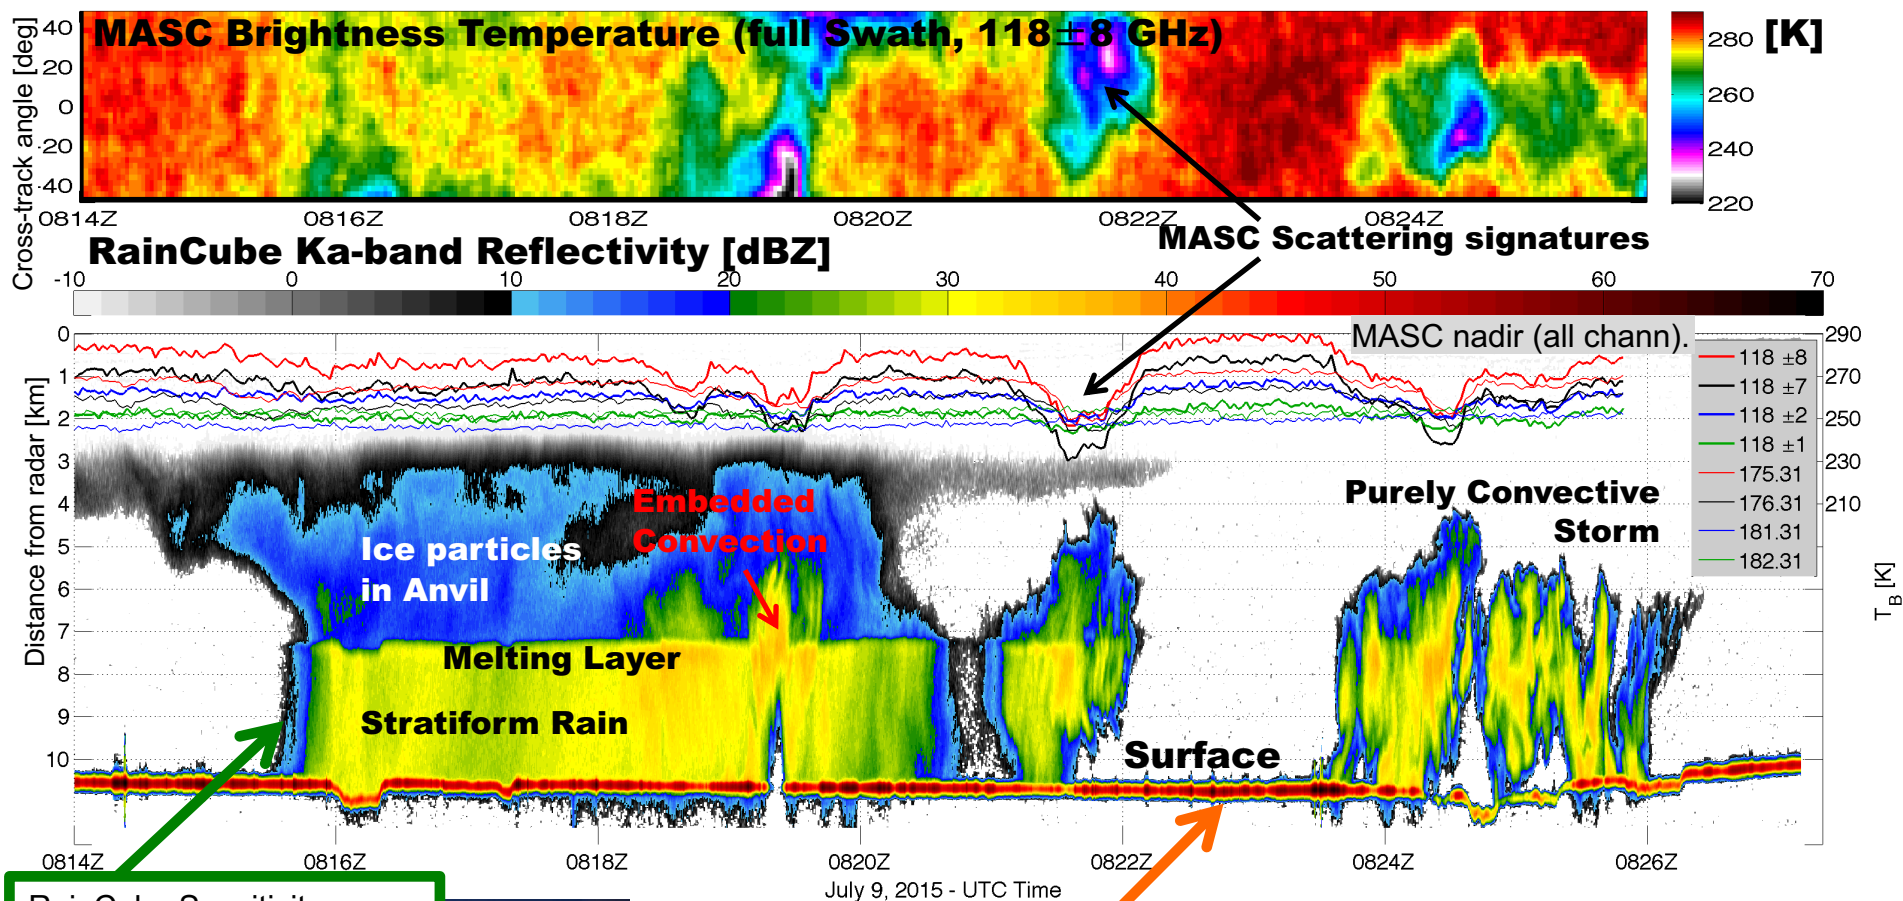 MASC Brightness Temperature (full Swath, 118±8 GHz)
Cross-track angle [deg]
40
20
0
-20
-40
280 [K]
260
240
220
0814Z 0816Z 0818Z 0820Z 0822Z 0824Z
RainCube Ka-band Reflectivity [dBZ]
MASC Scattering signatures
-10 0 10 20 30 40 50 60 70
MASC nadir (all chann).
Distance from radar [km]
0
1
2
3
4
5
6
7
8
9
10
290
270
250
230
210
T_B [K]
118 ±8
118 ±7
118 ±2
118 ±1
175.31
176.31
181.31
182.31
Embedded
Convection
Purely Convective
Storm
Ice particles
in Anvil
Melting Layer
Stratiform Rain
Surface
0814Z 0816Z 0818Z 0820Z 0822Z 0824Z 0826Z
July 9, 2015 - UTC Time